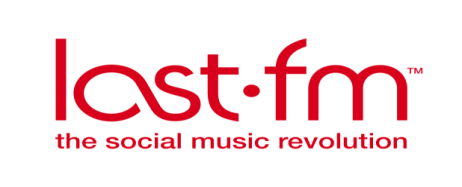 last·fm™
the social music revolution